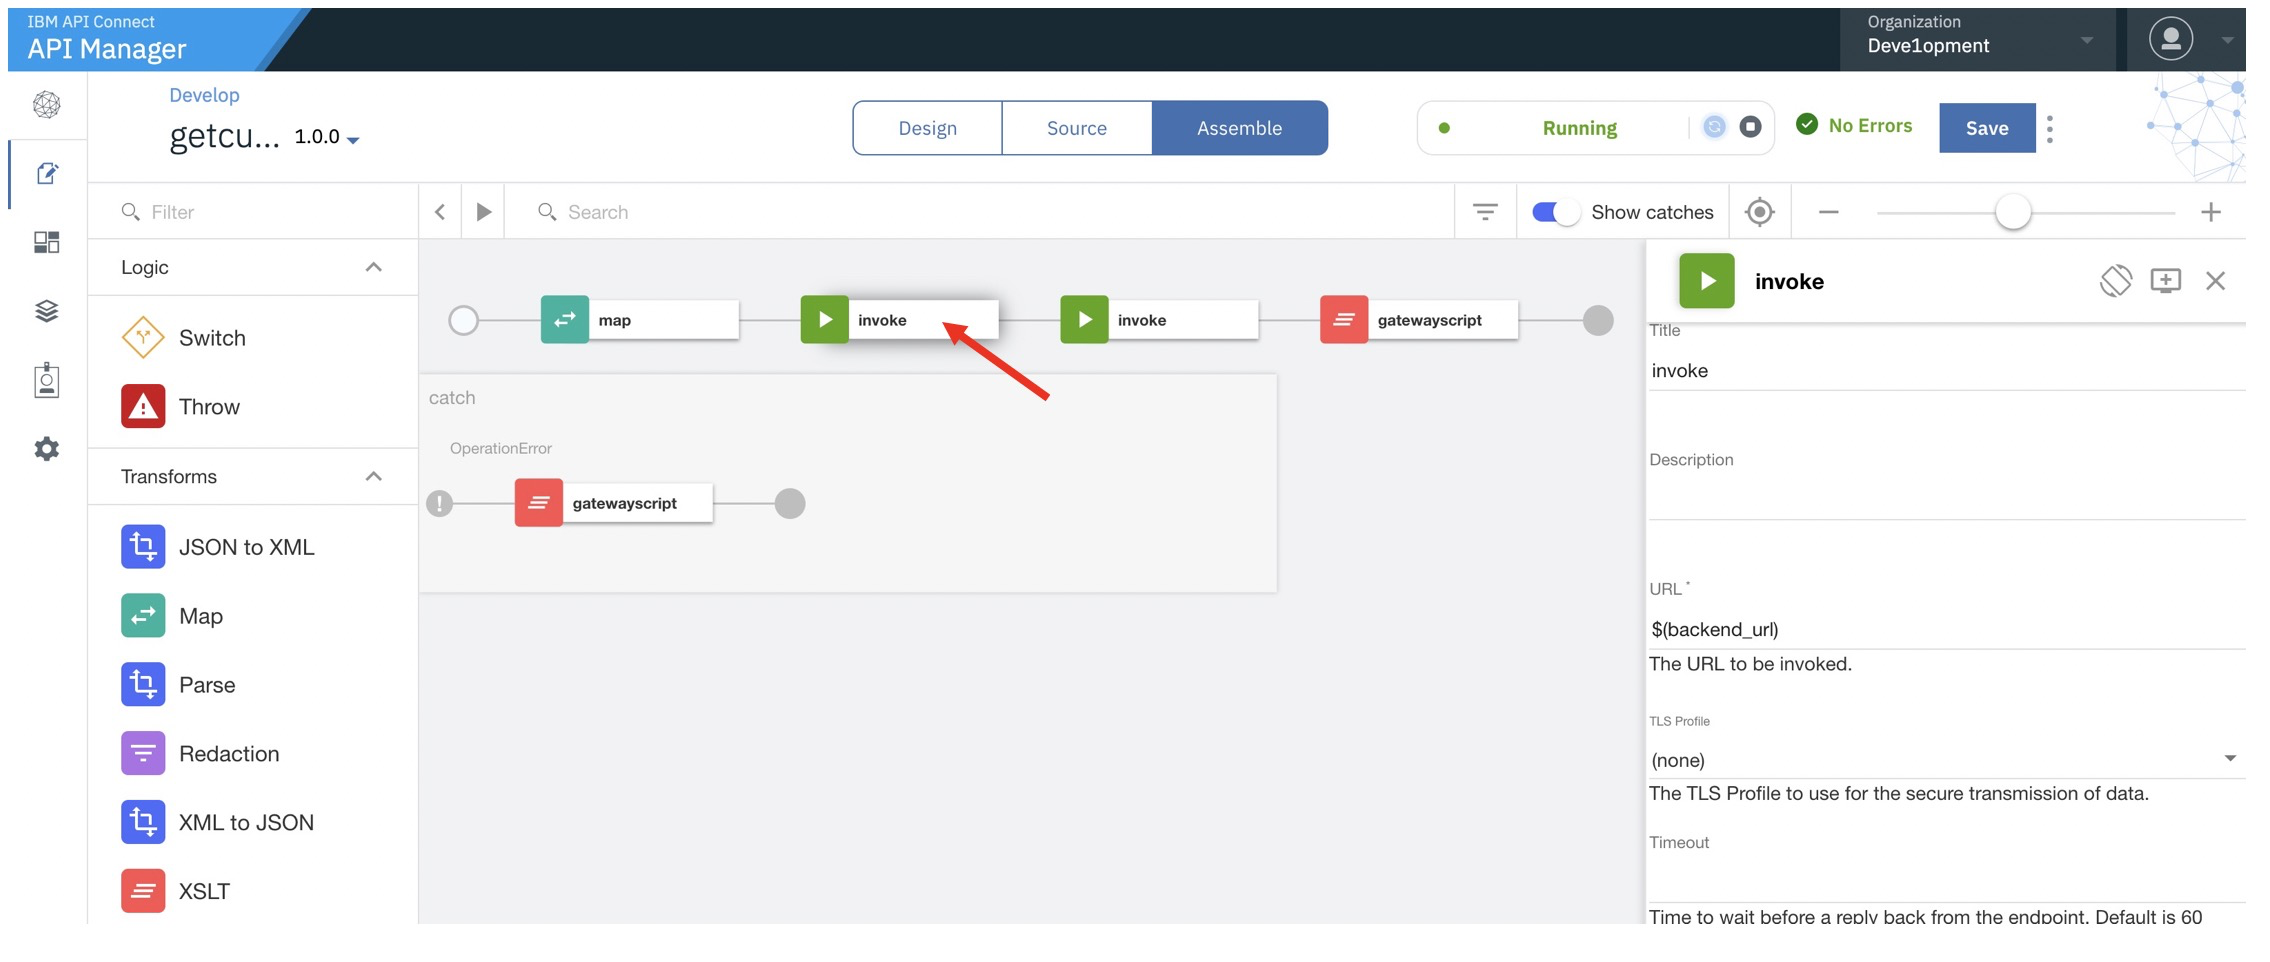 IBM API Connect
API Manager
Organization
Deve1opment
Develop
getcu... 1.0.0
Design
Source
Assemble
Running
No Errors
Save
Filter
Search
Show catches
Logic
Switch
Throw
Transforms
JSON to XML
Map
Parse
Redaction
XML to JSON
XSLT
map
invoke
invoke
gatewayscript
catch
OperationError
gatewayscript
invoke
Title
invoke
Description
URL *
$(backend_url)
The URL to be invoked.
TLS Profile
(none)
The TLS Profile to use for the secure transmission of data.
Timeout
Time to wait before a reply back from the endpoint. Default is 60